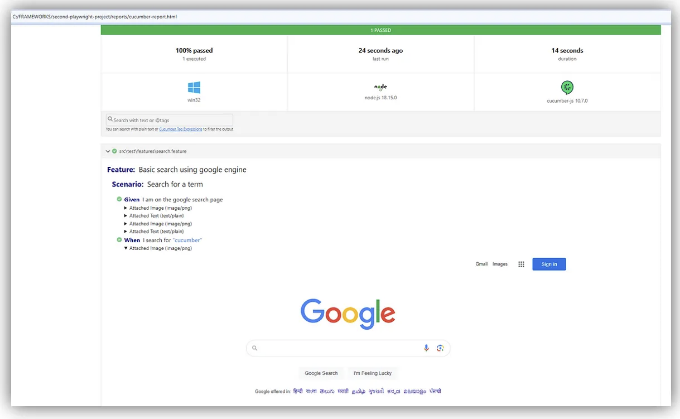 C:/FRAMEWORKS/second-playwright-project/reports/cucumber-report.html
1 PASSED
100% passed
1 executed
24 seconds ago
last run
14 seconds
duration
win32
node
node.js 18.15.0
cucumber-js 10.7.0
Search with text or @tags
You can search with plain text or Cucumber Tag Expressions to filter the output
src\test\features\search.feature
Feature: Basic search using google engine
Scenario: Search for a term
Given I am on the google search page
Attached Image (image/png)
Attached Text (text/plain)
Attached Image (image/png)
Attached Text (text/plain)
When I search for "cucumber"
Attached Image (image/png)
Gmail Images Sign in
Google
Google Search I'm Feeling Lucky
Google offered in: हिन्दी বাংলা తెలుగు मराठी தமிழ் ગુજરાતી ಕನ್ನಡ മലയാളം ਪੰਜਾਬੀ